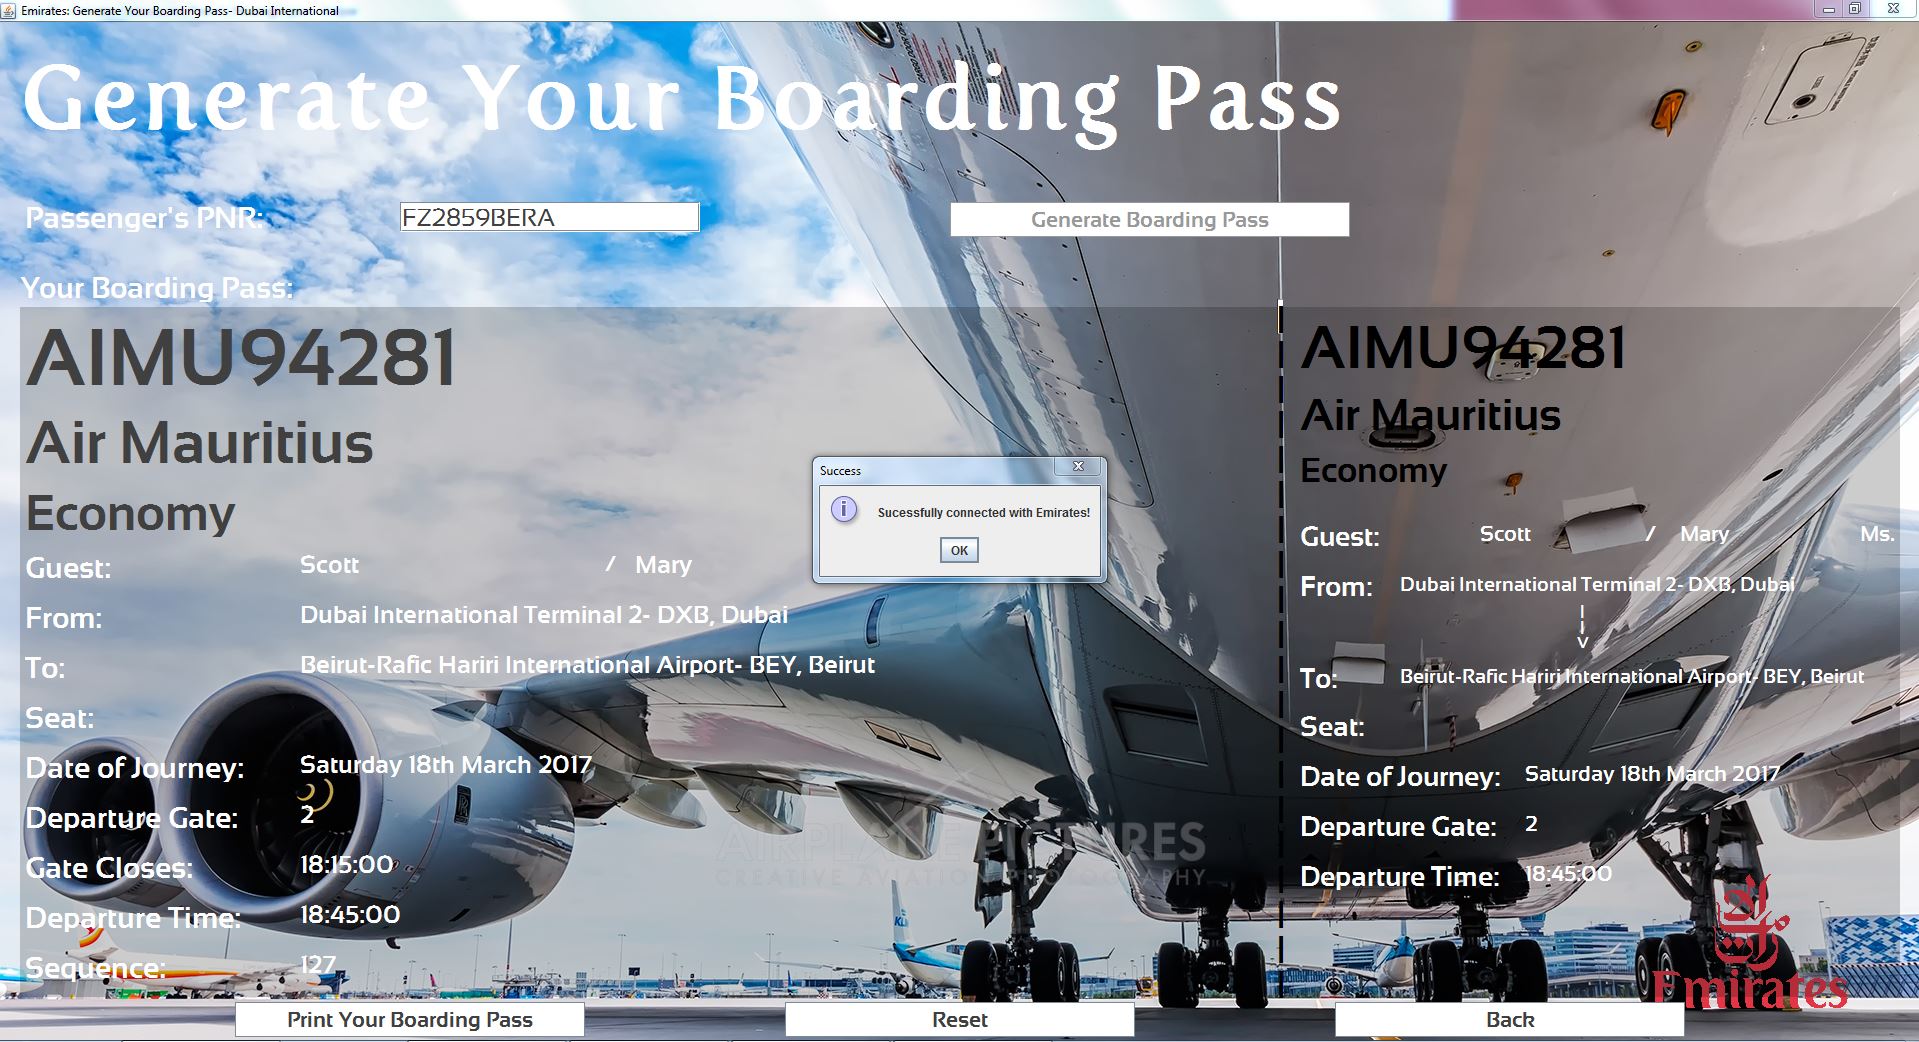 Emirates: Generate Your Boarding Pass- Dubai International
Generate Your Boarding Pass
Passenger's PNR: FZ2859BERA Generate Boarding Pass
Your Boarding Pass:
AIMU94281
Air Mauritius
Economy
Guest: Scott / Mary
From: Dubai International Terminal 2- DXB, Dubai
To: Beirut-Rafic Hariri International Airport- BEY, Beirut
Seat:
Date of Journey: Saturday 18th March 2017
Departure Gate: 2
Gate Closes: 18:15:00
Departure Time: 18:45:00
Sequence: 127
Success
Sucessfully connected with Emirates!
OK
AIMU94281
Air Mauritius
Economy
Guest: Scott / Mary Ms.
From: Dubai International Terminal 2- DXB, Dubai
To: Beirut-Rafic Hariri International Airport- BEY, Beirut
Seat:
Date of Journey: Saturday 18th March 2017
Departure Gate: 2
Departure Time: 18:45:00
AIRPLANE PICTURES
CREATIVE AVIATION PHOTOGRAPHY
KLM
Emirates
Print Your Boarding Pass Reset Back